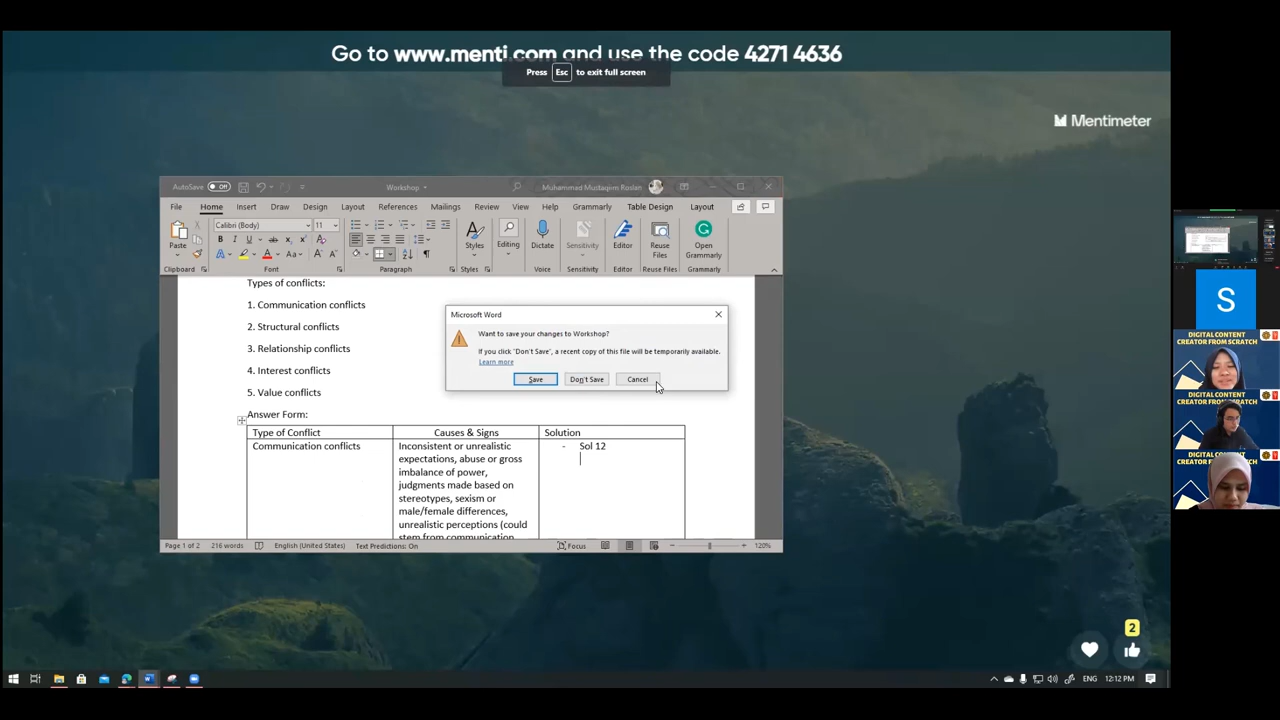 Go to www.menti.com and use the code 4271 4636
Press Esc to exit full screen
Mentimeter
AutoSave Off Workshop Muhammad Mustaqim Roslan
File Home Insert Draw Design Layout References Mailings Review View Help Grammarly Table Design Layout
Calibri (Body) 11
Paste Styles Editing Dictate Sensitivity Editor Reuse Files Open Grammarly
Clipboard Font Paragraph Styles Voice Sensitivity Editor Reuse Files Grammarly
Types of conflicts:
1. Communication conflicts
2. Structural conflicts
3. Relationship conflicts
4. Interest conflicts
5. Value conflicts
Microsoft Word
Want to save your changes to Workshop?
If you click "Don't Save", a recent copy of this file will be temporarily available.
Learn more
Save Don't Save Cancel
Answer Form:
Type of Conflict Causes & Signs Solution
Communication conflicts Inconsistent or unrealistic - Sol 12
expectations, abuse or gross
imbalance of power,
judgments made based on
stereotypes, sexism or
male/female differences,
unrealistic perceptions (could
stem from communication
Page 1 of 2 216 words English (United States) Text Predictions: On Focus 120%
2
ENG 12:12 PM
S
DIGITAL CONTENT
CREATOR FROM SCRATCH
DIGITAL CONTENT
CREATOR FROM SCRATCH
DIGITAL CONTENT